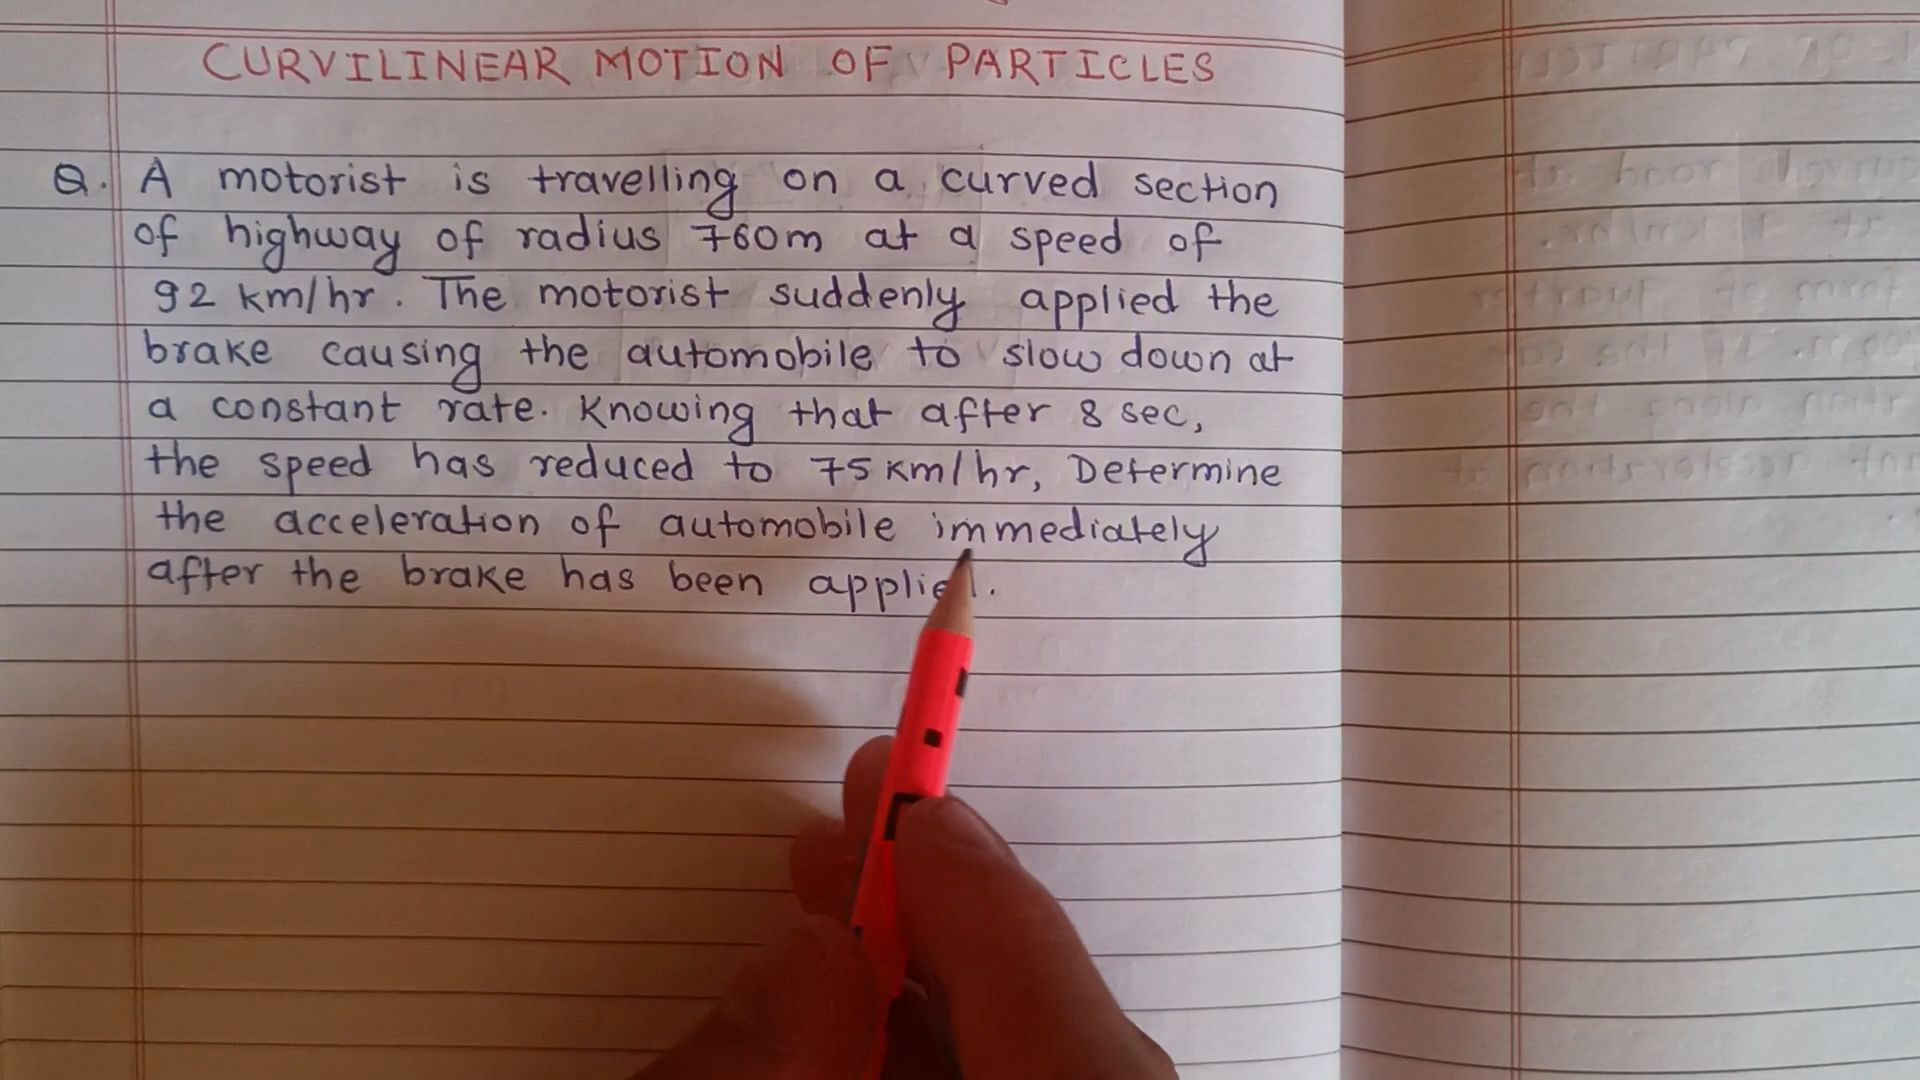 CURVILINEAR MOTION OF PARTICLES
Q. A motorist is travelling on a curved section
of highway of radius 760m at a speed of
92 km/hr. The motorist suddenly applied the
brake causing the automobile to slow down at
a constant rate. Knowing that after 8 sec,
the speed has reduced to 75 km/hr, Determine
the acceleration of automobile immediately
after the brake has been applied.